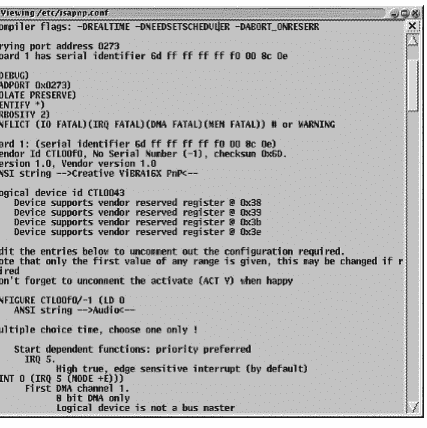 Viewing /etc/isapnp.conf
ompiler flags: -DREALTIME -DNEEDSETSCHEDULER -DABORT_ONRESERR
rying port address 0273
oard 1 has serial identifier 6d ff ff ff ff f0 00 8c 0e
DEBUG)
ADPORT 0x0273)
OLATE PRESERVE)
ENTIFY *)
RBOSITY 2)
NFLICT (IO FATAL)(IRQ FATAL)(DMA FATAL)(MEM FATAL)) # or WARNING
ard 1: (serial identifier 6d ff ff ff ff f0 00 8c 0e)
endor Id CTL00f0, No Serial Number (-1), checksum 0x6D.
ersion 1.0, Vendor version 1.0
NSI string -->Creative ViBRA16X PnP<--
ogical device id CTL0043
Device supports vendor reserved register @ 0x38
Device supports vendor reserved register @ 0x39
Device supports vendor reserved register @ 0x3b
Device supports vendor reserved register @ 0x3e
dit the entries below to uncomment out the configuration required.
ote that only the first value of any range is given, this may be changed if r
ired
on't forget to uncomment the activate (ACT Y) when happy
NFIGURE CTL00f0/-1 (LD 0
ANSI string -->Audio<--
ultiple choice time, choose one only !
Start dependent functions: priority preferred
IRQ 5.
High true, edge sensitive interrupt (by default)
INT 0 (IRQ 5 (MODE +E)))
First DMA channel 1.
8 bit DMA only
Logical device is not a bus master